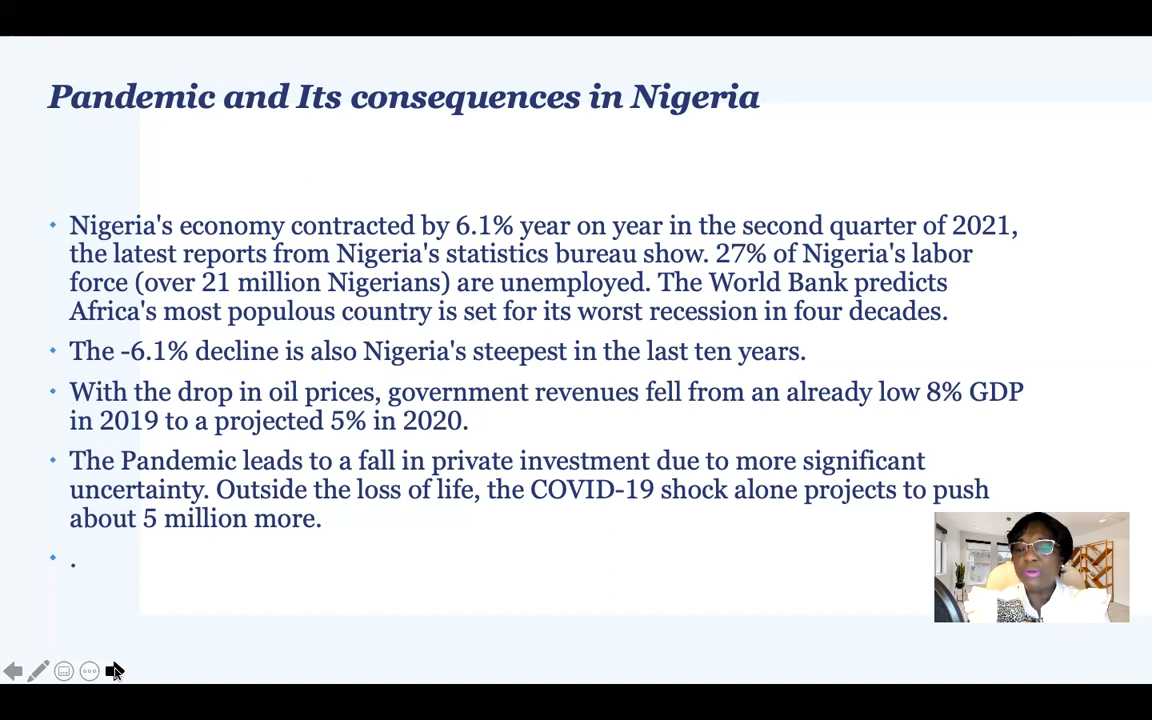 Pandemic and Its consequences in Nigeria
Nigeria's economy contracted by 6.1% year on year in the second quarter of 2021,
the latest reports from Nigeria's statistics bureau show. 27% of Nigeria's labor
force (over 21 million Nigerians) are unemployed. The World Bank predicts
Africa's most populous country is set for its worst recession in four decades.
The -6.1% decline is also Nigeria's steepest in the last ten years.
With the drop in oil prices, government revenues fell from an already low 8% GDP
in 2019 to a projected 5% in 2020.
The Pandemic leads to a fall in private investment due to more significant
uncertainty. Outside the loss of life, the COVID-19 shock alone projects to push
about 5 million more.
.